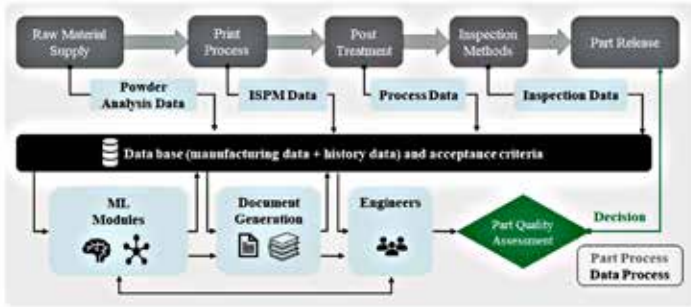 Raw Material
Supply
Print
Process
Post
Treatment
Inspection
Methods
Part Release
Powder
Analysis Data
ISPM Data
Process Data
Inspection Data
Data base (manufacturing data + history data) and acceptance criteria
ML
Modules
Document
Generation
Engineers
Part Quality
Assessment
Decision
Part Process
Data Process